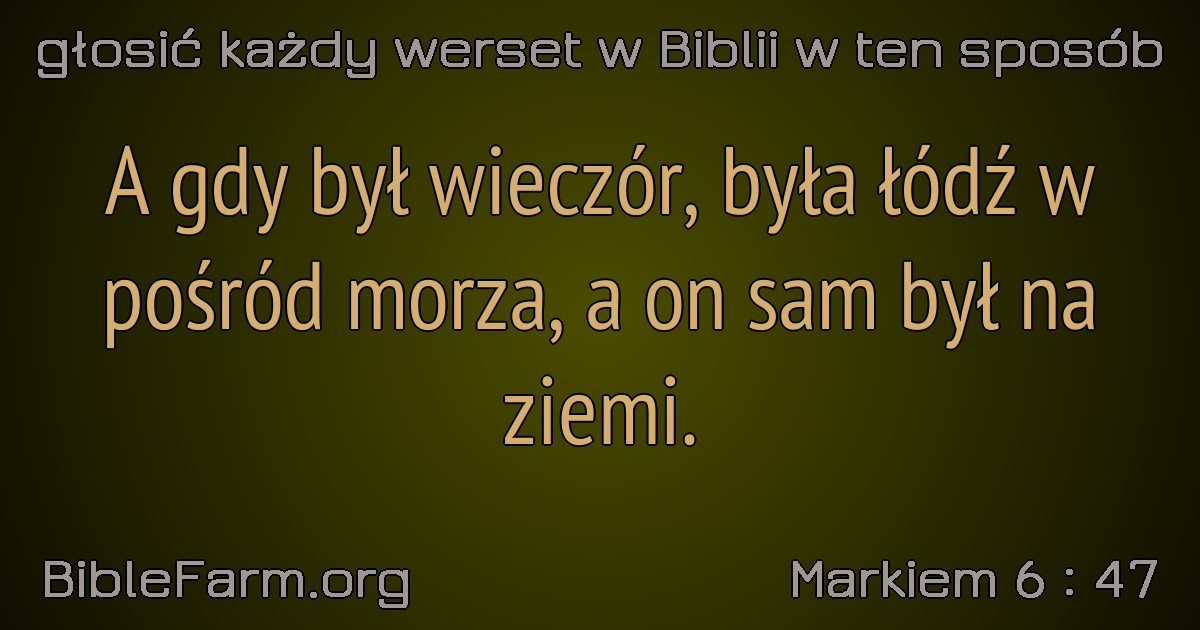 głosić każdy werset w Biblii w ten sposób
A gdy był wieczór, była łódź w
pośród morza, a on sam był na
ziemi.
BibleFarm.org
Markiem 6 : 47